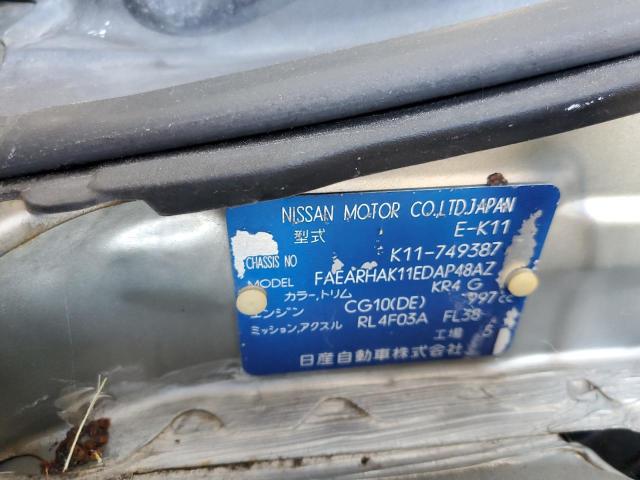 NISSAN MOTOR CO.,LTD.,JAPAN
型式 E-K11
CHASSIS NO K11-749387
MODEL FAEARHAK11EDAP48AZ
カラー,トリム KR4 G
エンジン CG10(DE) 997cc
ミッション,アクスル RL4F03A FL38
工場 5
日産自動車株式会社